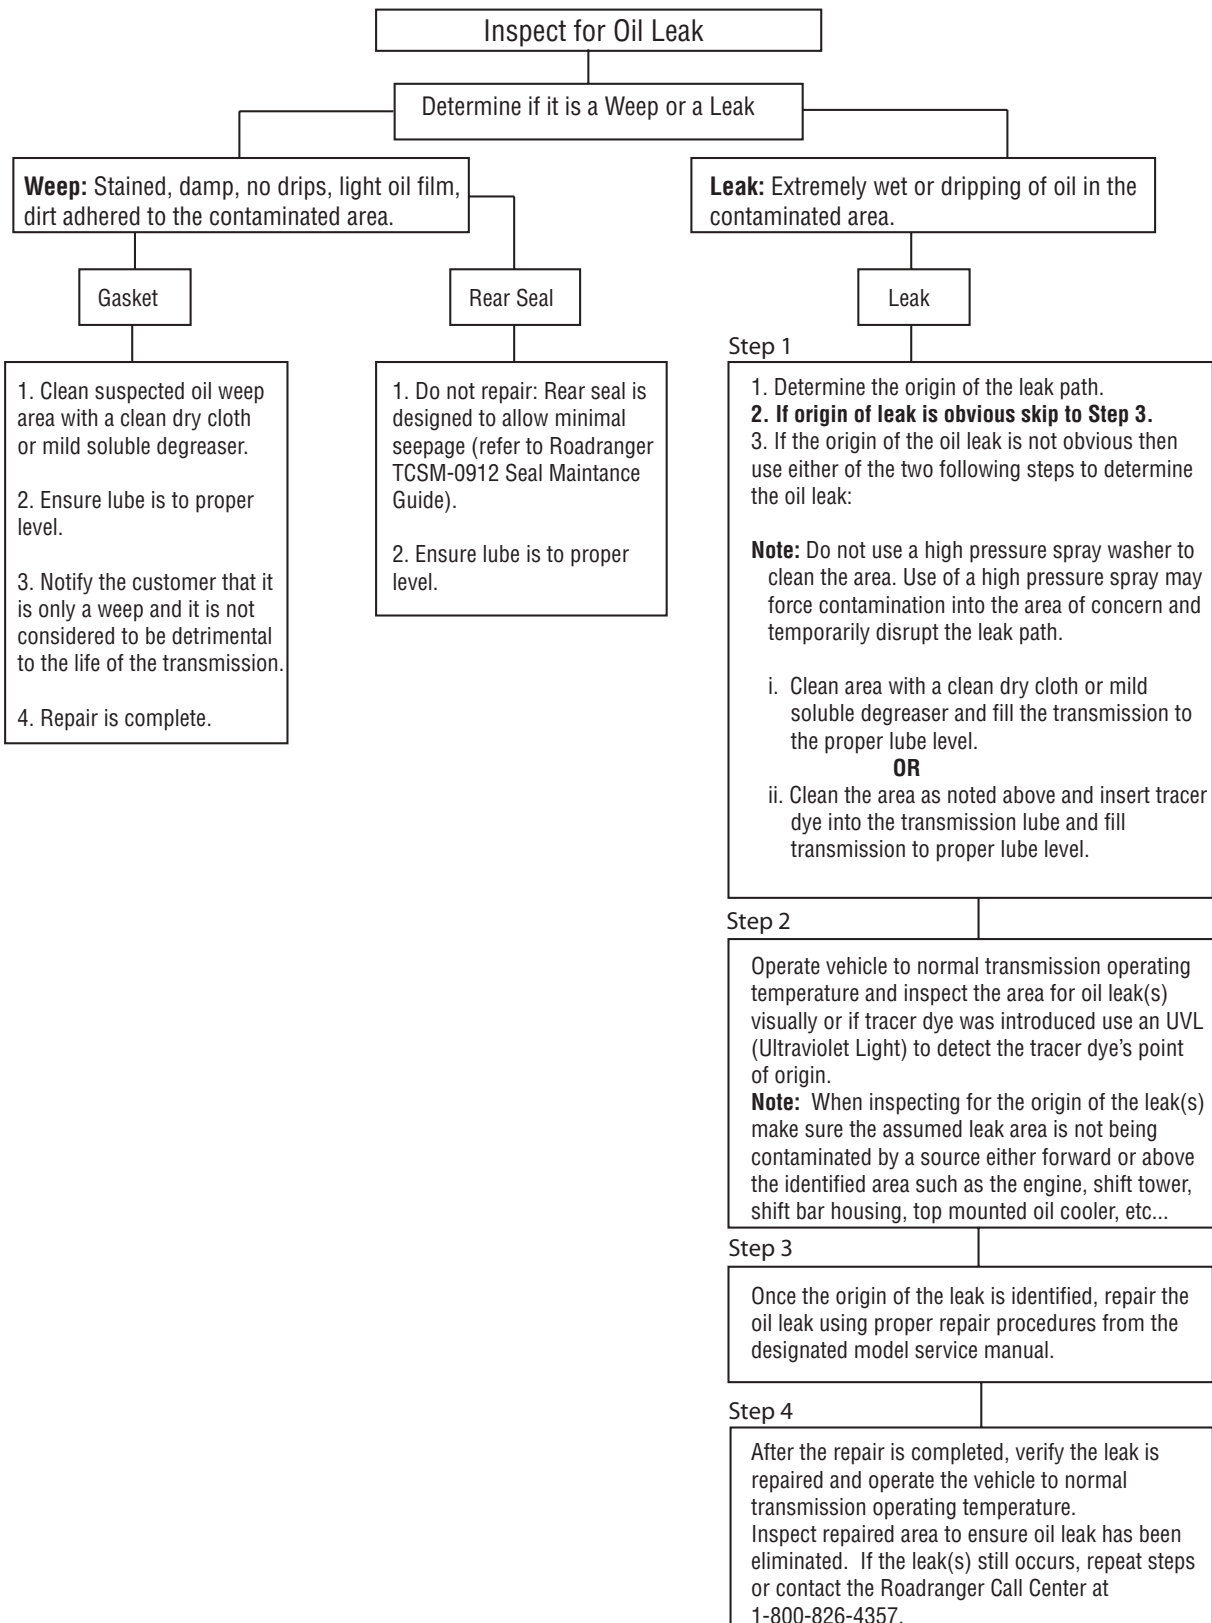 Inspect for Oil Leak
Determine if it is a Weep or a Leak
Weep: Stained, damp, no drips, light oil film,
dirt adhered to the contaminated area.
Leak: Extremely wet or dripping of oil in the
contaminated area.
Gasket
Rear Seal
Leak
1. Clean suspected oil weep
area with a clean dry cloth
or mild soluble degreaser.
2. Ensure lube is to proper
level.
3. Notify the customer that it
is only a weep and it is not
considered to be detrimental
to the life of the transmission.
4. Repair is complete.
1. Do not repair: Rear seal is
designed to allow minimal
seepage (refer to Roadranger
TCSM-0912 Seal Maintance
Guide).
2. Ensure lube is to proper
level.
Step 1
1. Determine the origin of the leak path.
2. If origin of leak is obvious skip to Step 3.
3. If the origin of the oil leak is not obvious then
use either of the two following steps to determine
the oil leak:
Note: Do not use a high pressure spray washer to
clean the area. Use of a high pressure spray may
force contamination into the area of concern and
temporarily disrupt the leak path.
i. Clean area with a clean dry cloth or mild
soluble degreaser and fill the transmission to
the proper lube level.
OR
ii. Clean the area as noted above and insert tracer
dye into the transmission lube and fill
transmission to proper lube level.
Step 2
Operate vehicle to normal transmission operating
temperature and inspect the area for oil leak(s)
visually or if tracer dye was introduced use an UVL
(Ultraviolet Light) to detect the tracer dye's point
of origin.
Note: When inspecting for the origin of the leak(s)
make sure the assumed leak area is not being
contaminated by a source either forward or above
the identified area such as the engine, shift tower,
shift bar housing, top mounted oil cooler, etc...
Step 3
Once the origin of the leak is identified, repair the
oil leak using proper repair procedures from the
designated model service manual.
Step 4
After the repair is completed, verify the leak is
repaired and operate the vehicle to normal
transmission operating temperature.
Inspect repaired area to ensure oil leak has been
eliminated. If the leak(s) still occurs, repeat steps
or contact the Roadranger Call Center at
1-800-826-4357.